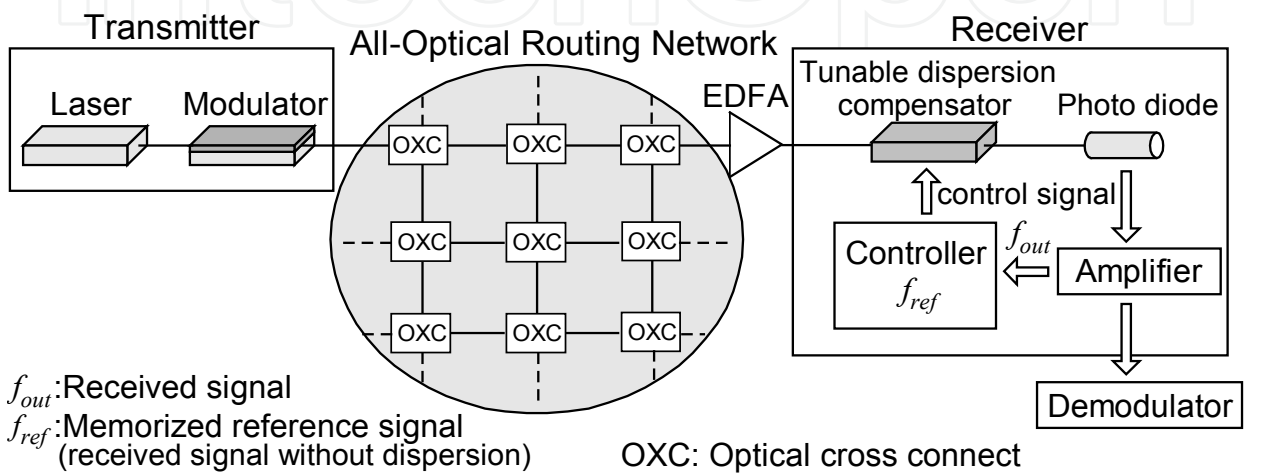 Transmitter
All-Optical Routing Network
Receiver
Laser
Modulator
EDFA
Tunable dispersion
compensator
Photo diode
OXC OXC OXC
control signal
OXC OXC OXC
Controller
f_ref
f_out
Amplifier
OXC OXC OXC
f_out:Received signal
f_ref:Memorized reference signal
(received signal without dispersion)
Demodulator
OXC: Optical cross connect